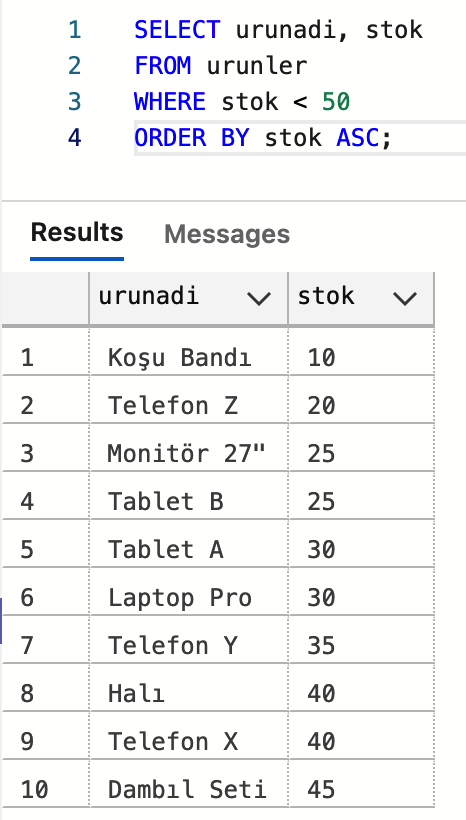 1 SELECT urunadi, stok
2 FROM urunler
3 WHERE stok < 50
4 ORDER BY stok ASC;
Results Messages
urunadi stok
1 Koşu Bandı 10
2 Telefon Z 20
3 Monitör 27" 25
4 Tablet B 25
5 Tablet A 30
6 Laptop Pro 30
7 Telefon Y 35
8 Halı 40
9 Telefon X 40
10 Dambıl Seti 45